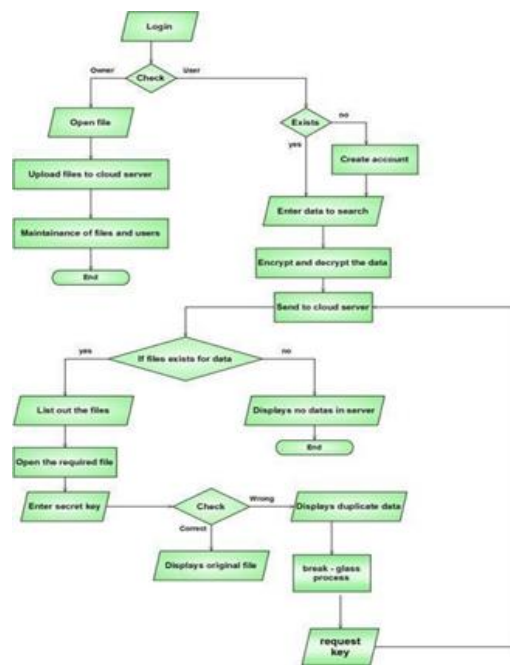 Login
Owner
Check
User
Open file
Exists
no
yes
Create account
Upload files to cloud server
Enter data to search
Maintainance of files and users
End
Encrypt and decrypt the data
Send to cloud server
yes
If files exists for data
no
List out the files
Displays no datas in server
End
Open the required file
Enter secret key
Check
Wrong
Displays duplicate data
Correct
Displays original file
break - glass
process
request
key